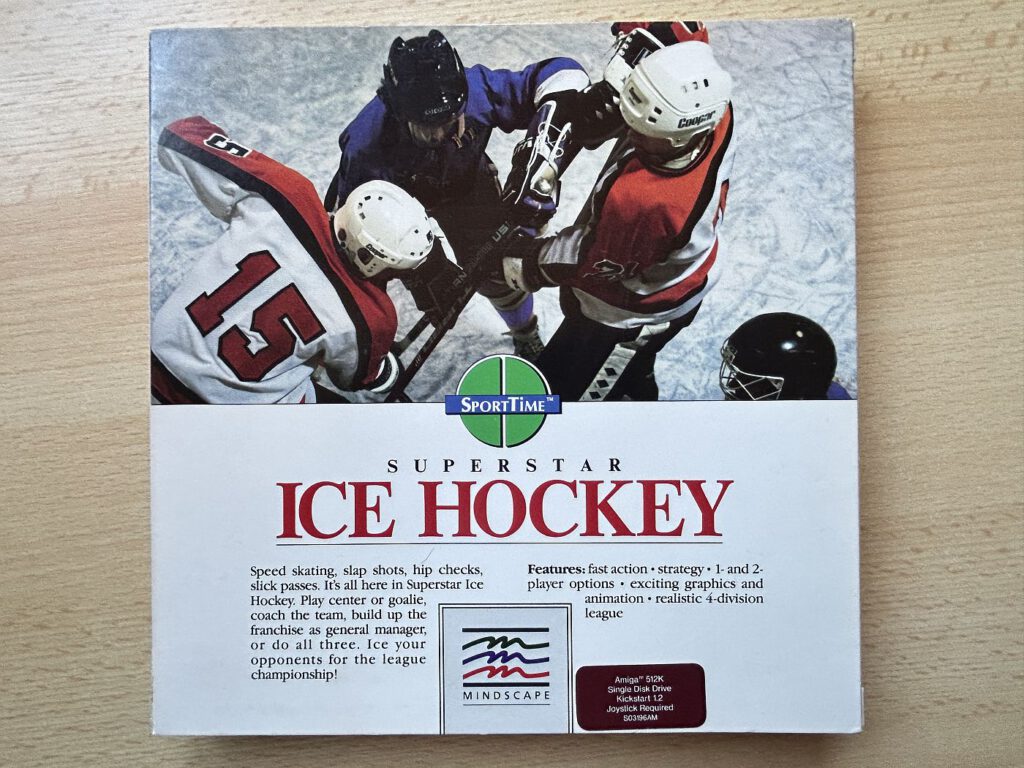 Cooper
5
15
Cooper
SPORTTIME™
SUPERSTAR
ICE HOCKEY
Speed skating, slap shots, hip checks,
slick passes. It's all here in Superstar Ice
Hockey. Play center or goalie,
coach the team, build up the
franchise as general manager,
or do all three. Ice your
opponents for the league
championship!
Features: fast action • strategy • 1- and 2-
player options • exciting graphics and
animation • realistic 4-division
league
MINDSCAPE
Amiga™ 512K
Single Disk Drive
Kickstart 1.2
Joystick Required
S03196AM